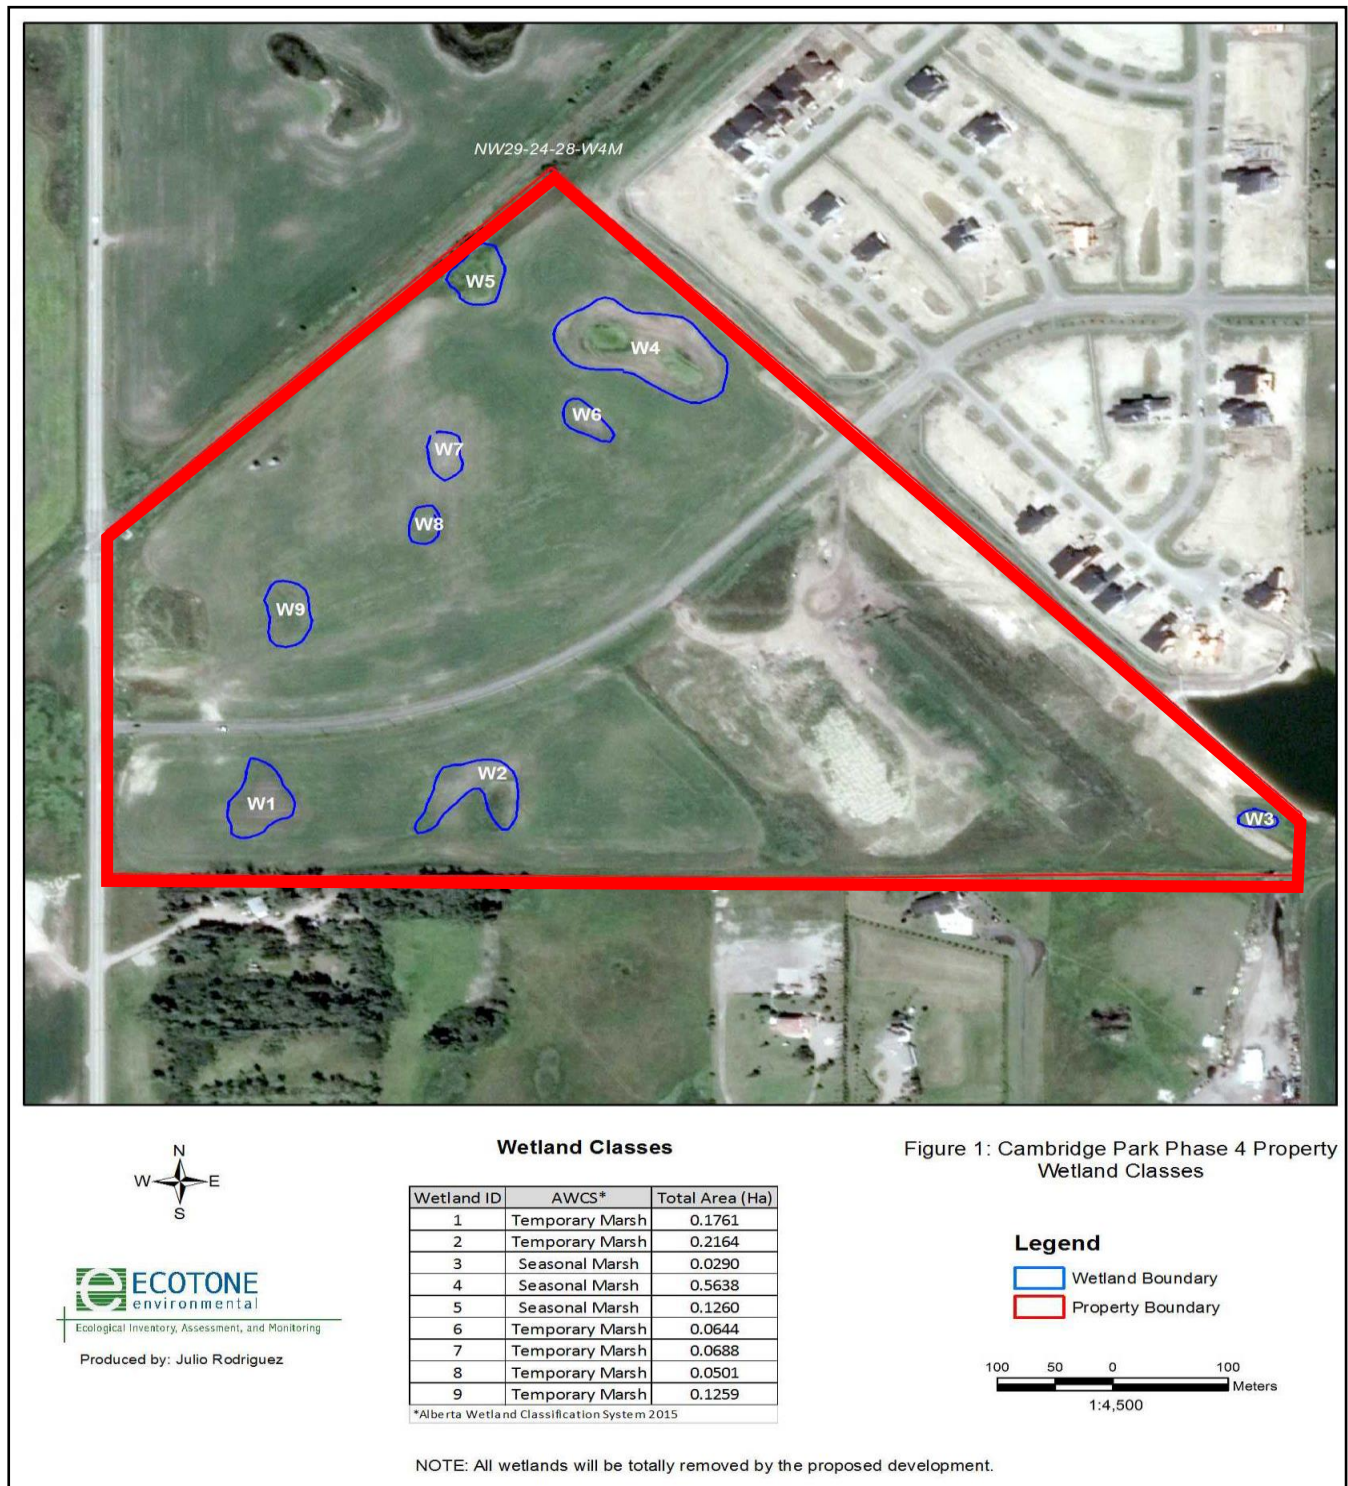 NW29-24-28-W4M
W5
W4
W6
W7
W8
W9
W2
W1
W3
N
W E
S
ECOTONE
environmental
Ecological Inventory, Assessment, and Monitoring
Produced by: Julio Rodriguez
Wetland Classes
Wetland ID AWCS* Total Area (Ha)
1 Temporary Marsh 0.1761
2 Temporary Marsh 0.2164
3 Seasonal Marsh 0.0290
4 Seasonal Marsh 0.5638
5 Seasonal Marsh 0.1260
6 Temporary Marsh 0.0644
7 Temporary Marsh 0.0688
8 Temporary Marsh 0.0501
9 Temporary Marsh 0.1259
*Alberta Wetland Classification System 2015
Figure 1: Cambridge Park Phase 4 Property
Wetland Classes
Legend
Wetland Boundary
Property Boundary
100 50 0 100
Meters
1:4,500
NOTE: All wetlands will be totally removed by the proposed development.